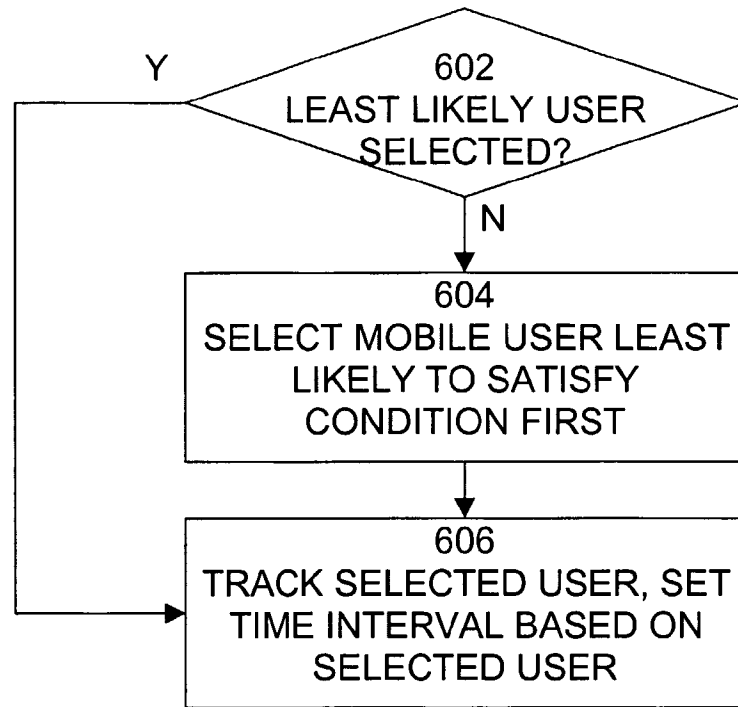 Y
602
LEAST LIKELY USER
SELECTED?
N
604
SELECT MOBILE USER LEAST
LIKELY TO SATISFY
CONDITION FIRST
606
TRACK SELECTED USER, SET
TIME INTERVAL BASED ON
SELECTED USER